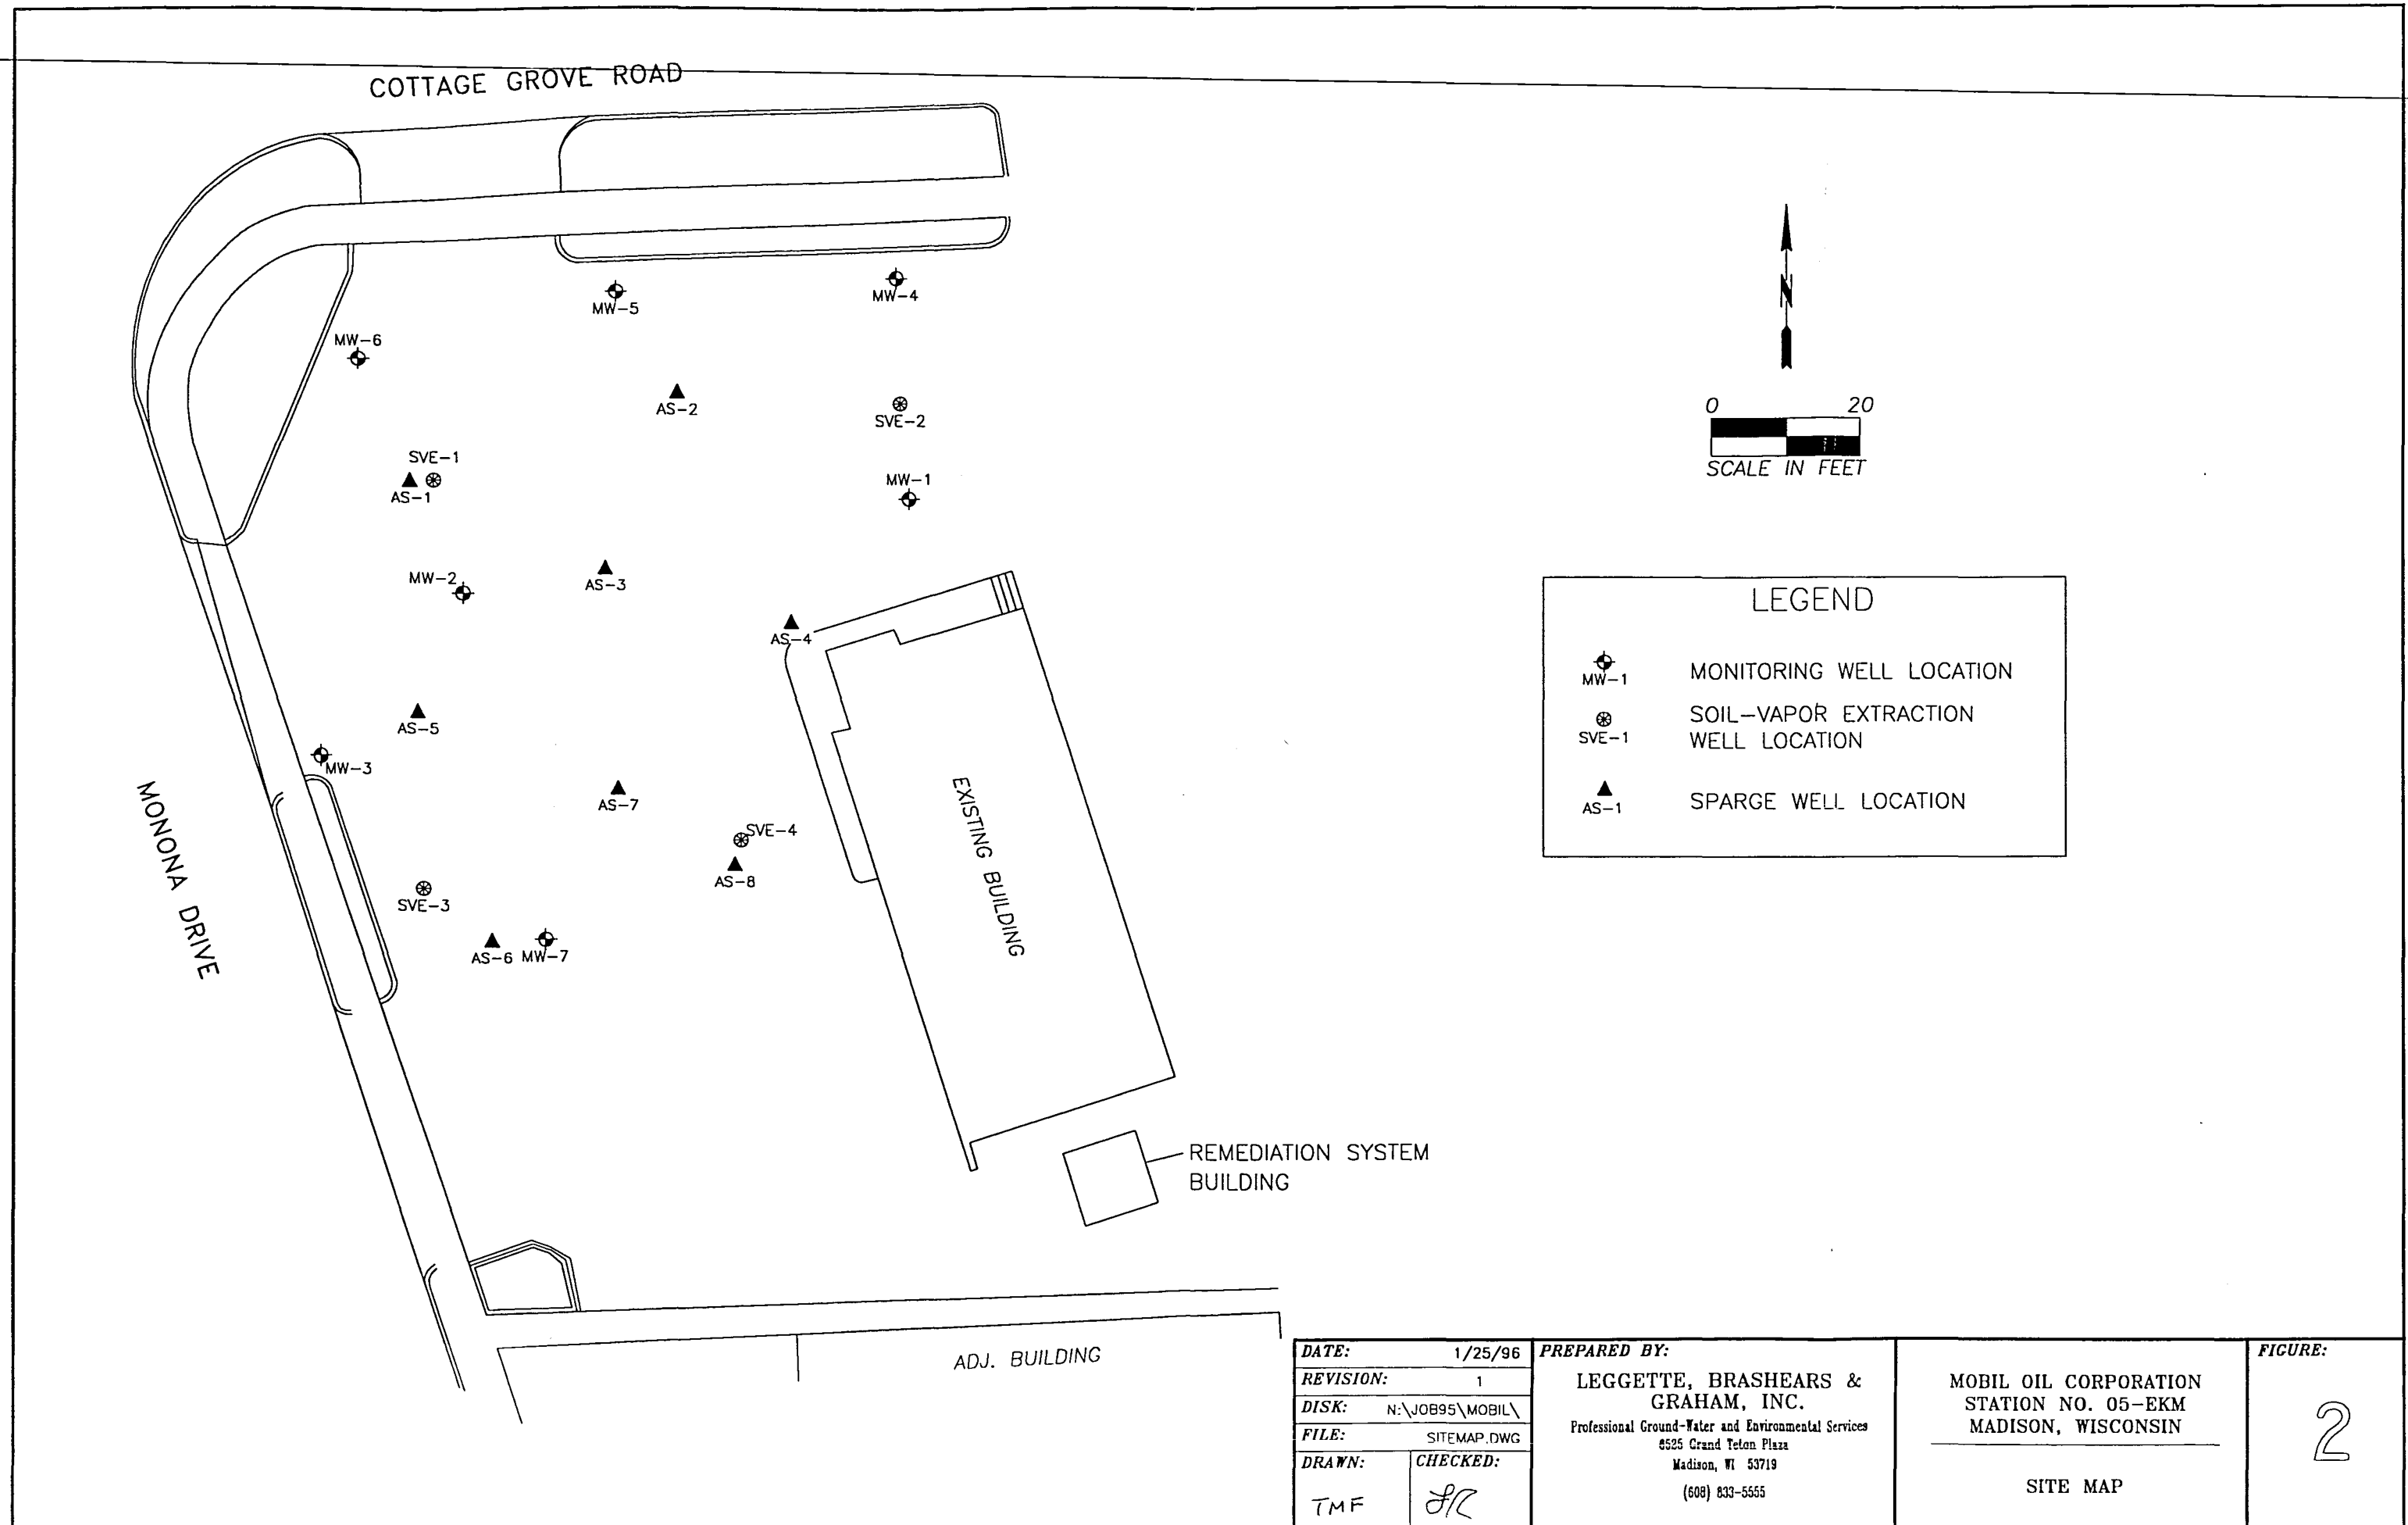 COTTAGE GROVE ROAD
MW-5
MW-4
MW-6
AS-2
SVE-2
SVE-1
AS-1
MW-1
MW-2
AS-3
AS-4
AS-5
MW-3
AS-7
SVE-4
AS-8
SVE-3
AS-6 MW-7
MONONA DRIVE
EXISTING BUILDING
REMEDIATION SYSTEM
BUILDING
ADJ. BUILDING
N
0 20
SCALE IN FEET
LEGEND
MW-1 MONITORING WELL LOCATION
SVE-1 SOIL-VAPOR EXTRACTION
WELL LOCATION
AS-1 SPARGE WELL LOCATION
DATE: 1/25/96
REVISION: 1
DISK: N:\JOB95\MOBIL\
FILE: SITEMAP.DWG
DRAWN: CHECKED:
TMF
PREPARED BY:
LEGGETTE, BRASHEARS &
GRAHAM, INC.
Professional Ground-Water and Environmental Services
6525 Grand Teton Plaza
Madison, WI 53719
(608) 833-5555
MOBIL OIL CORPORATION
STATION NO. 05-EKM
MADISON, WISCONSIN
SITE MAP
FIGURE:
2